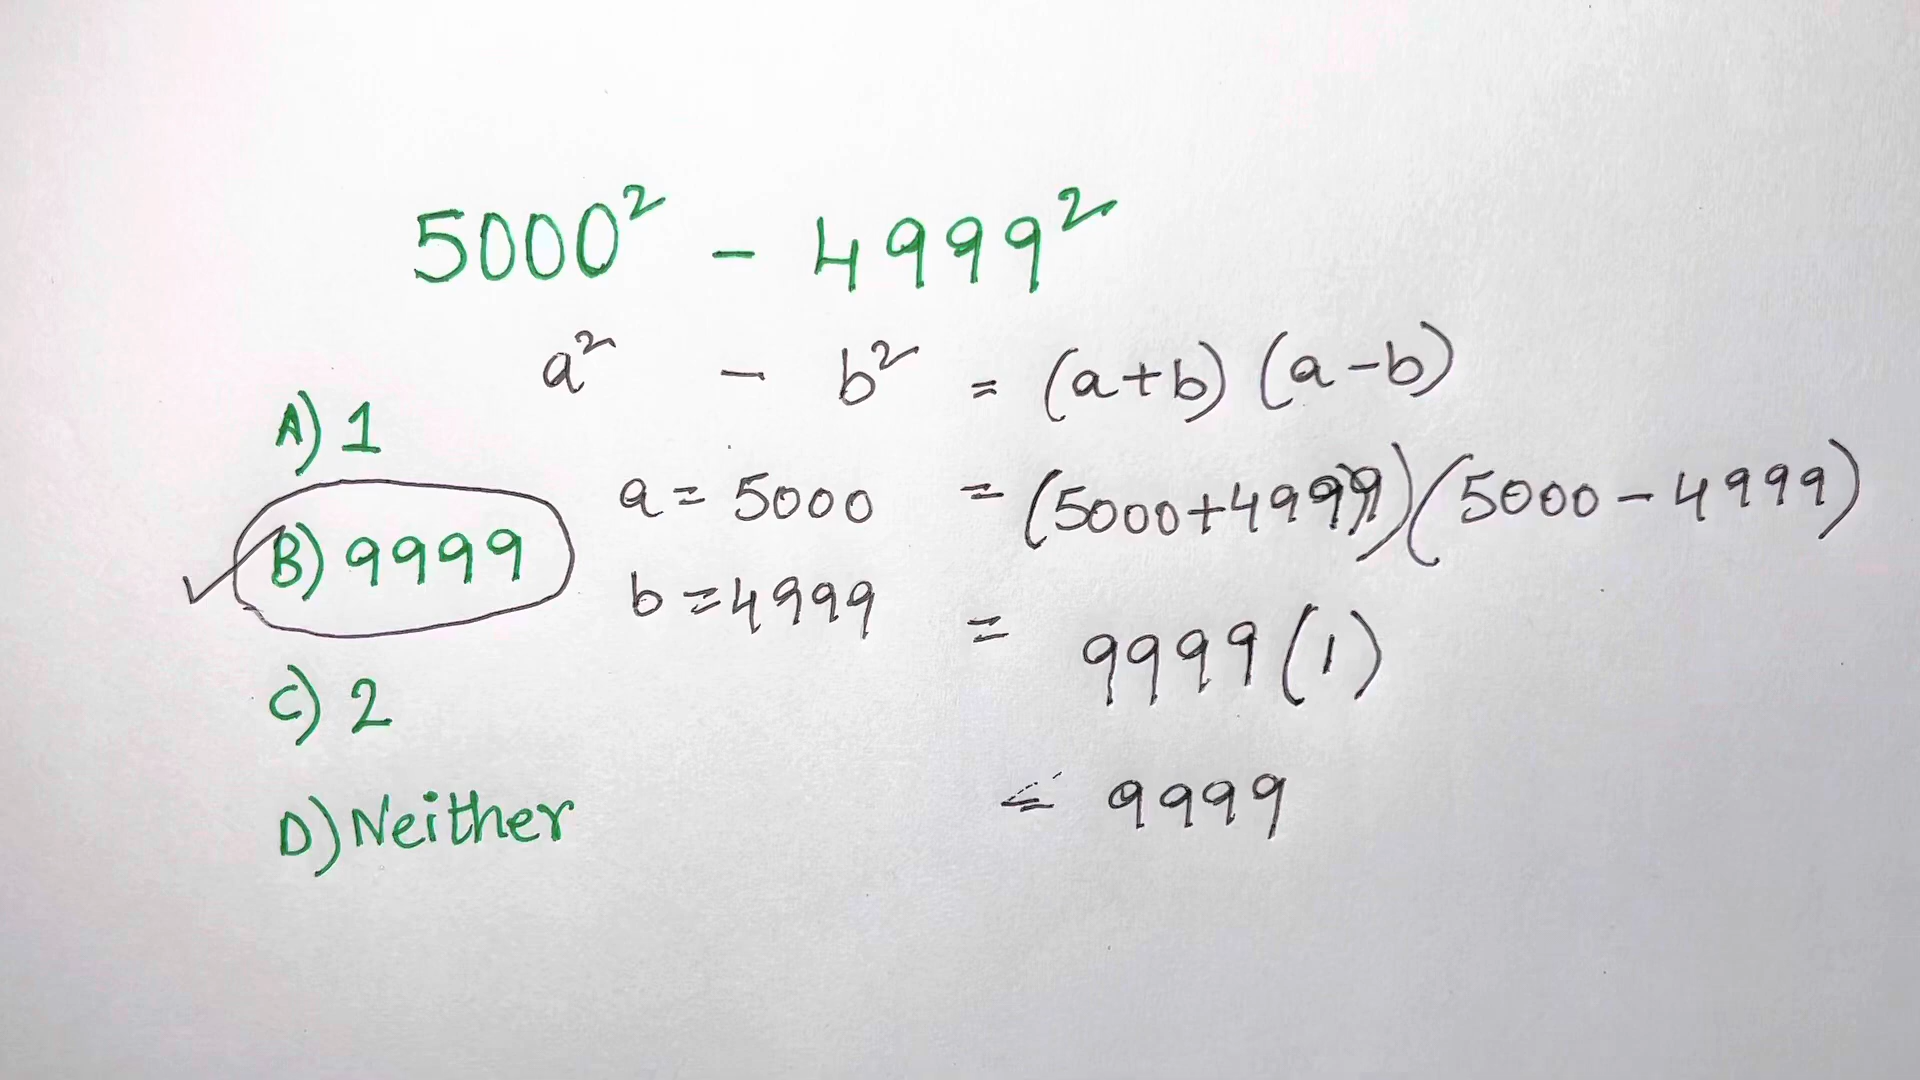 5000² - 4999²
a² - b² = (a+b) (a-b)
A) 1
a = 5000 = (5000+4999) (5000-4999)
B) 9999
b = 4999 = 9999 (1)
C) 2
= 9999
D) Neither